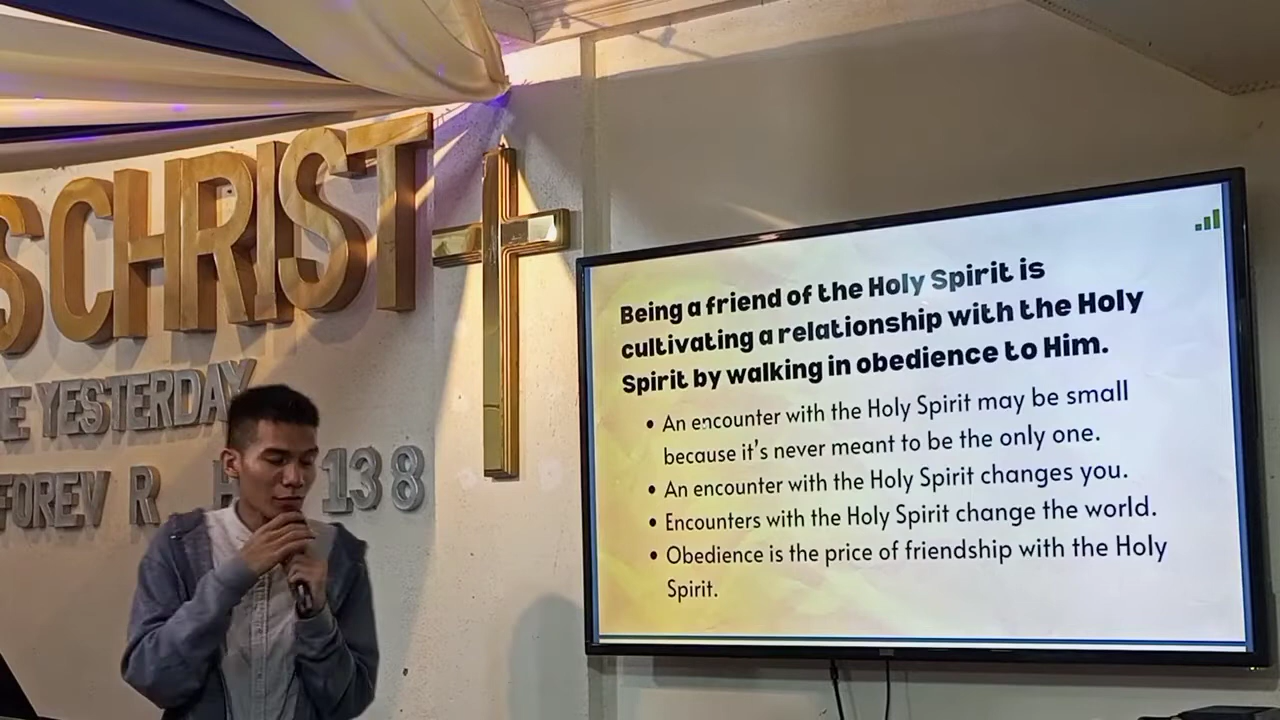 SCHRIST
E YESTERDAY
FOREV R H 138
Being a friend of the Holy Spirit is
cultivating a relationship with the Holy
Spirit by walking in obedience to Him.
• An encounter with the Holy Spirit may be small
because it's never meant to be the only one.
• An encounter with the Holy Spirit changes you.
• Encounters with the Holy Spirit change the world.
• Obedience is the price of friendship with the Holy
Spirit.